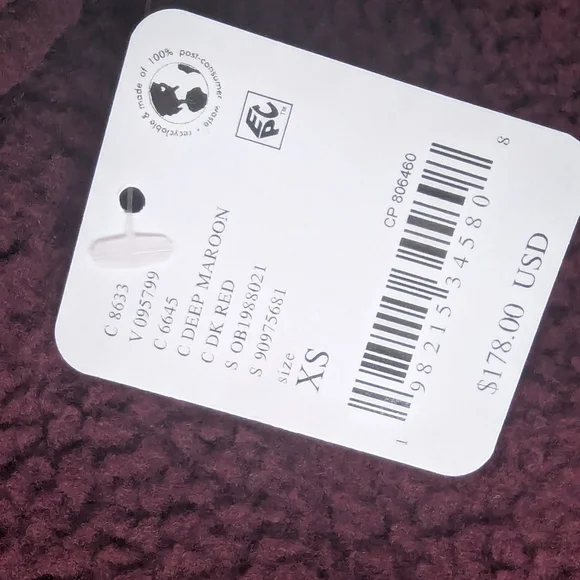 recyclable & made of 100% post-consumer waste •
EPC™
C 8633
V 095799
C 6645
C DEEP MAROON
C DK RED
S OB1988021
S 90975681
size
XS
CP 806460
1 98215 34580 8
$178.00 USD